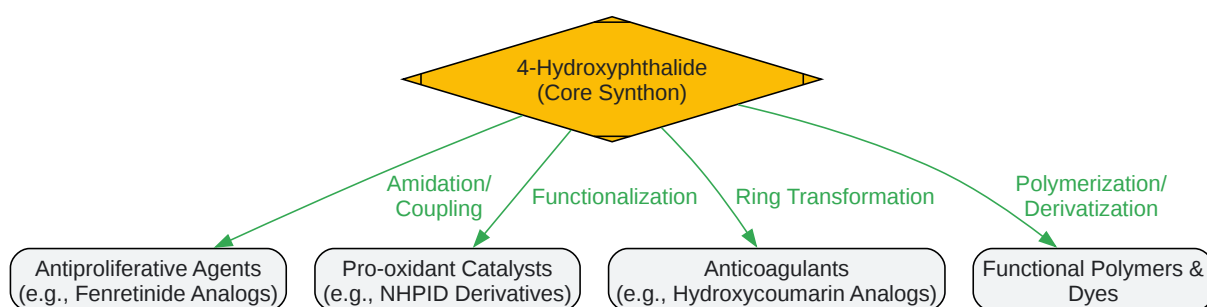 4-Hydroxyphthalide
(Core Synthon)
Amidation/
Coupling
Functionalization
Ring Transformation
Polymerization/
Derivatization
Antiproliferative Agents
(e.g., Fenretinide Analogs)
Pro-oxidant Catalysts
(e.g., NHPID Derivatives)
Anticoagulants
(e.g., Hydroxycoumarin Analogs)
Functional Polymers &
Dyes